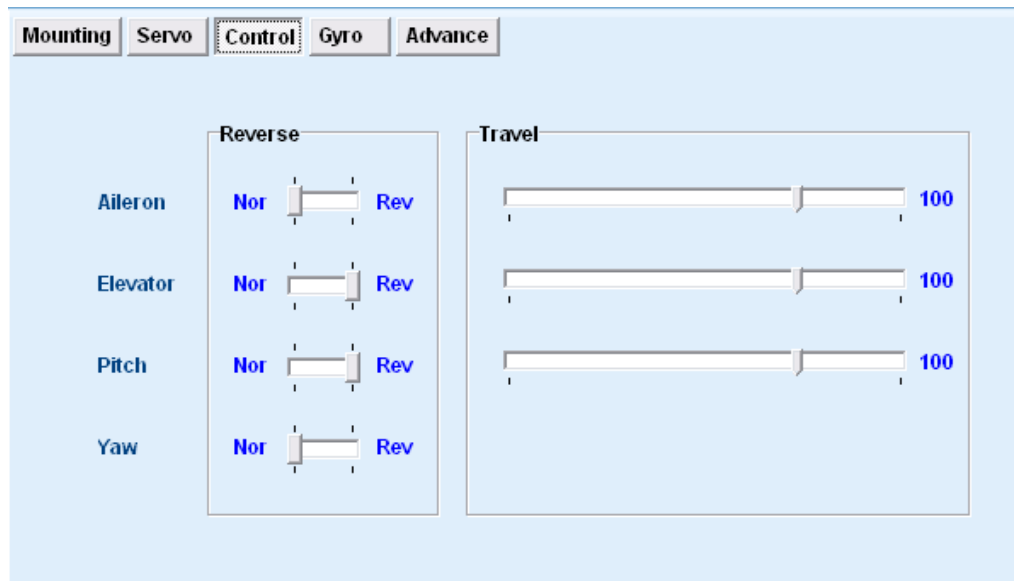 Mounting Servo Control Gyro Advance
Reverse Travel
Aileron Nor Rev 100
Elevator Nor Rev 100
Pitch Nor Rev 100
Yaw Nor Rev